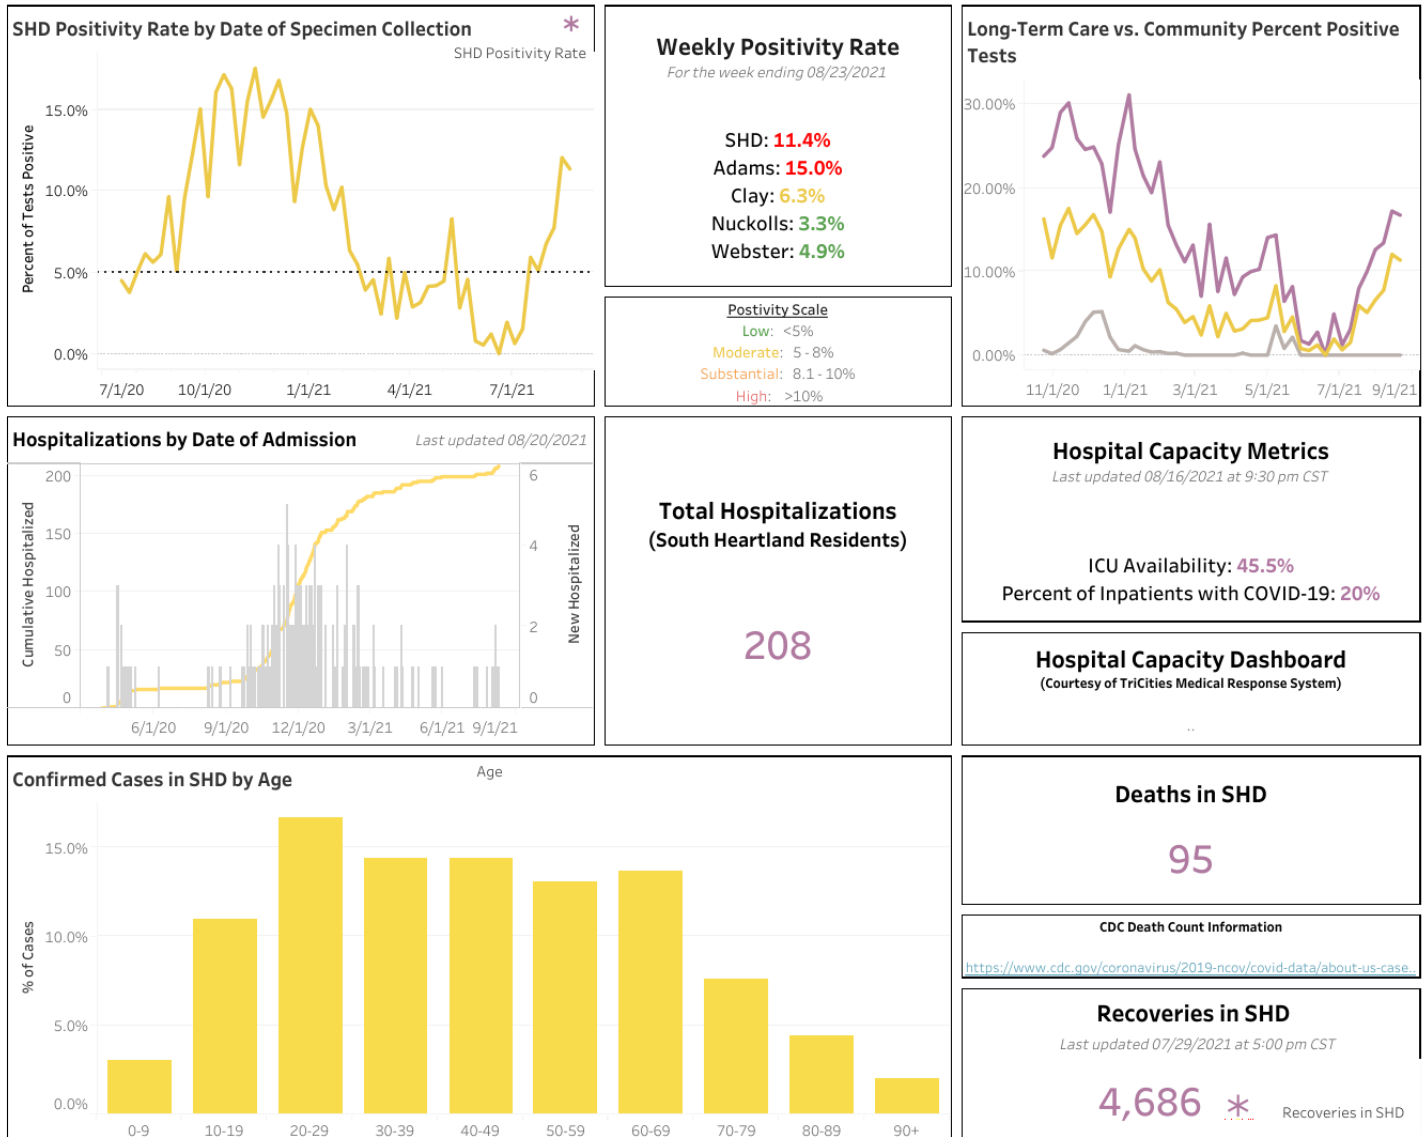 SHD Positivity Rate by Date of Specimen Collection
*
SHD Positivity Rate
Percent of Tests Positive
15.0%
10.0%
5.0%
0.0%
7/1/20 10/1/20 1/1/21 4/1/21 7/1/21
Weekly Positivity Rate
For the week ending 08/23/2021
SHD: 11.4%
Adams: 15.0%
Clay: 6.3%
Nuckolls: 3.3%
Webster: 4.9%
Postivity Scale
Low: <5%
Moderate: 5 - 8%
Substantial: 8.1 - 10%
High: >10%
Long-Term Care vs. Community Percent Positive
Tests
30.00%
20.00%
10.00%
0.00%
11/1/20 1/1/21 3/1/21 5/1/21 7/1/21 9/1/21
Hospitalizations by Date of Admission
Last updated 08/20/2021
Cumulative Hospitalized
200
150
100
50
0
6
4
2
0
New Hospitalized
6/1/20 9/1/20 12/1/20 3/1/21 6/1/21 9/1/21
Total Hospitalizations
(South Heartland Residents)
208
Hospital Capacity Metrics
Last updated 08/16/2021 at 9:30 pm CST
ICU Availability: 45.5%
Percent of Inpatients with COVID-19: 20%
Hospital Capacity Dashboard
(Courtesy of TriCities Medical Response System)
..
Confirmed Cases in SHD by Age
Age
% of Cases
15.0%
10.0%
5.0%
0.0%
0-9 10-19 20-29 30-39 40-49 50-59 60-69 70-79 80-89 90+
Deaths in SHD
95
CDC Death Count Information
https://www.cdc.gov/coronavirus/2019-ncov/covid-data/about-us-case..
Recoveries in SHD
Last updated 07/29/2021 at 5:00 pm CST
4,686 * Recoveries in SHD